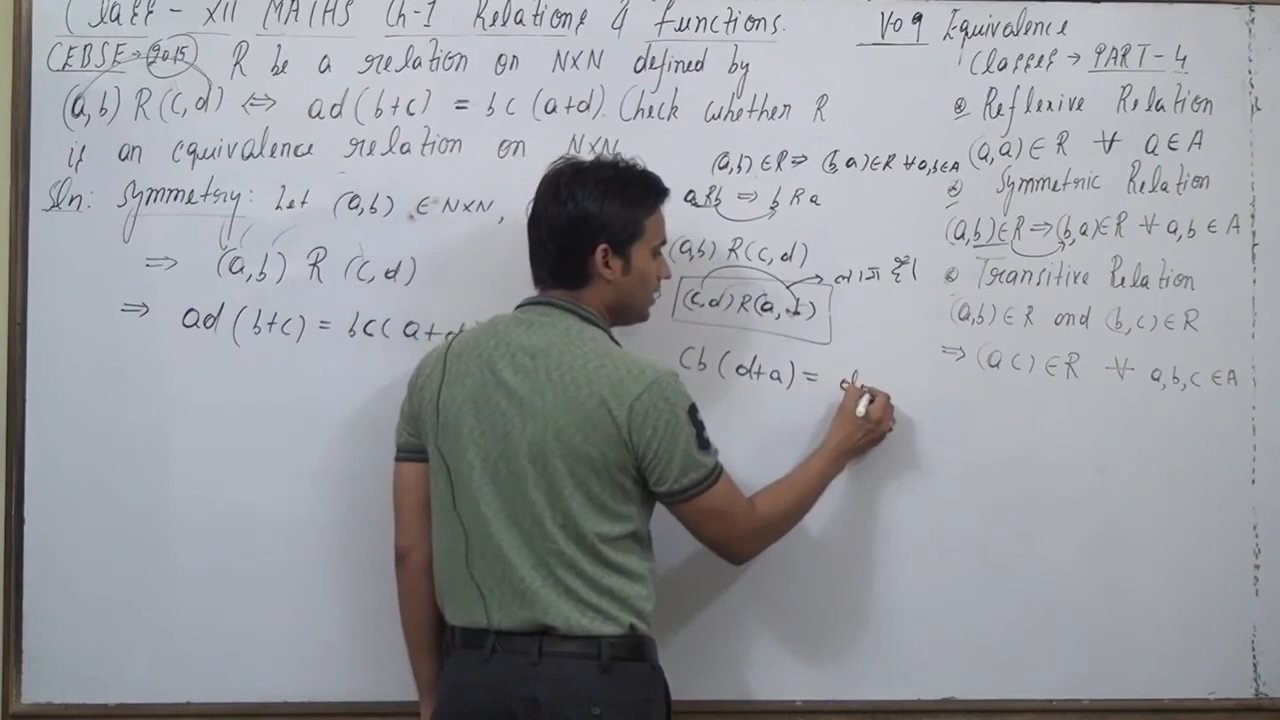 Class - XII MATHS Ch-1 Relations & functions.
CBSE → 2015 R be a relation on N×N defined by
(a,b) R (c,d) ⇔ ad(b+c) = bc(a+d). Check whether R
is an equivalence relation on N×N
Sln: Symmetry: Let (a,b) ∈ N×N,
⇒ (a,b) R (c,d)
⇒ ad(b+c) = bc(a+d)
(a,b) ∈ R ⇒ (b,a) ∈ R ∀ a,b ∈ A
aRb ⇒ bRa
(a,b) R (c,d)
(c,d) R (a,b) → लाना है।
cb(d+a) =
V09 Equivalence
Classes → PART-4
Reflexive Relation
(a,a) ∈ R ∀ a ∈ A
Symmetric Relation
(a,b) ∈ R ⇒ (b,a) ∈ R ∀ a,b ∈ A
Transitive Relation
(a,b) ∈ R and (b,c) ∈ R
⇒ (a c) ∈ R ∀ a,b,c ∈ A